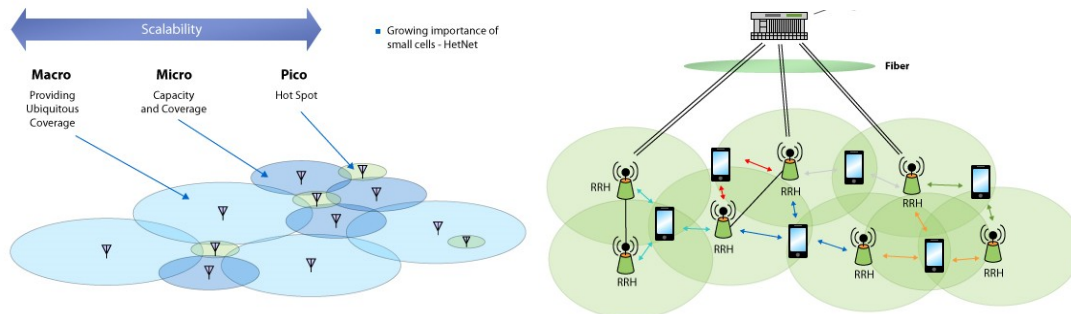 Scalability
Growing importance of
small cells - HetNet
Macro
Providing
Ubiquitous
Coverage
Micro
Capacity
and Coverage
Pico
Hot Spot
Fiber
RRH
RRH
RRH
RRH
RRH
RRH
RRH